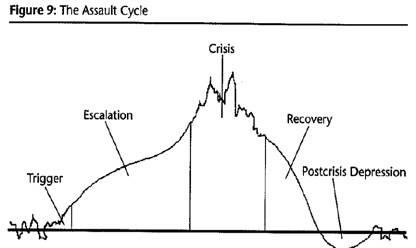 Figure 9: The Assault Cycle
Crisis
Escalation
Recovery
Trigger
Postcrisis Depression